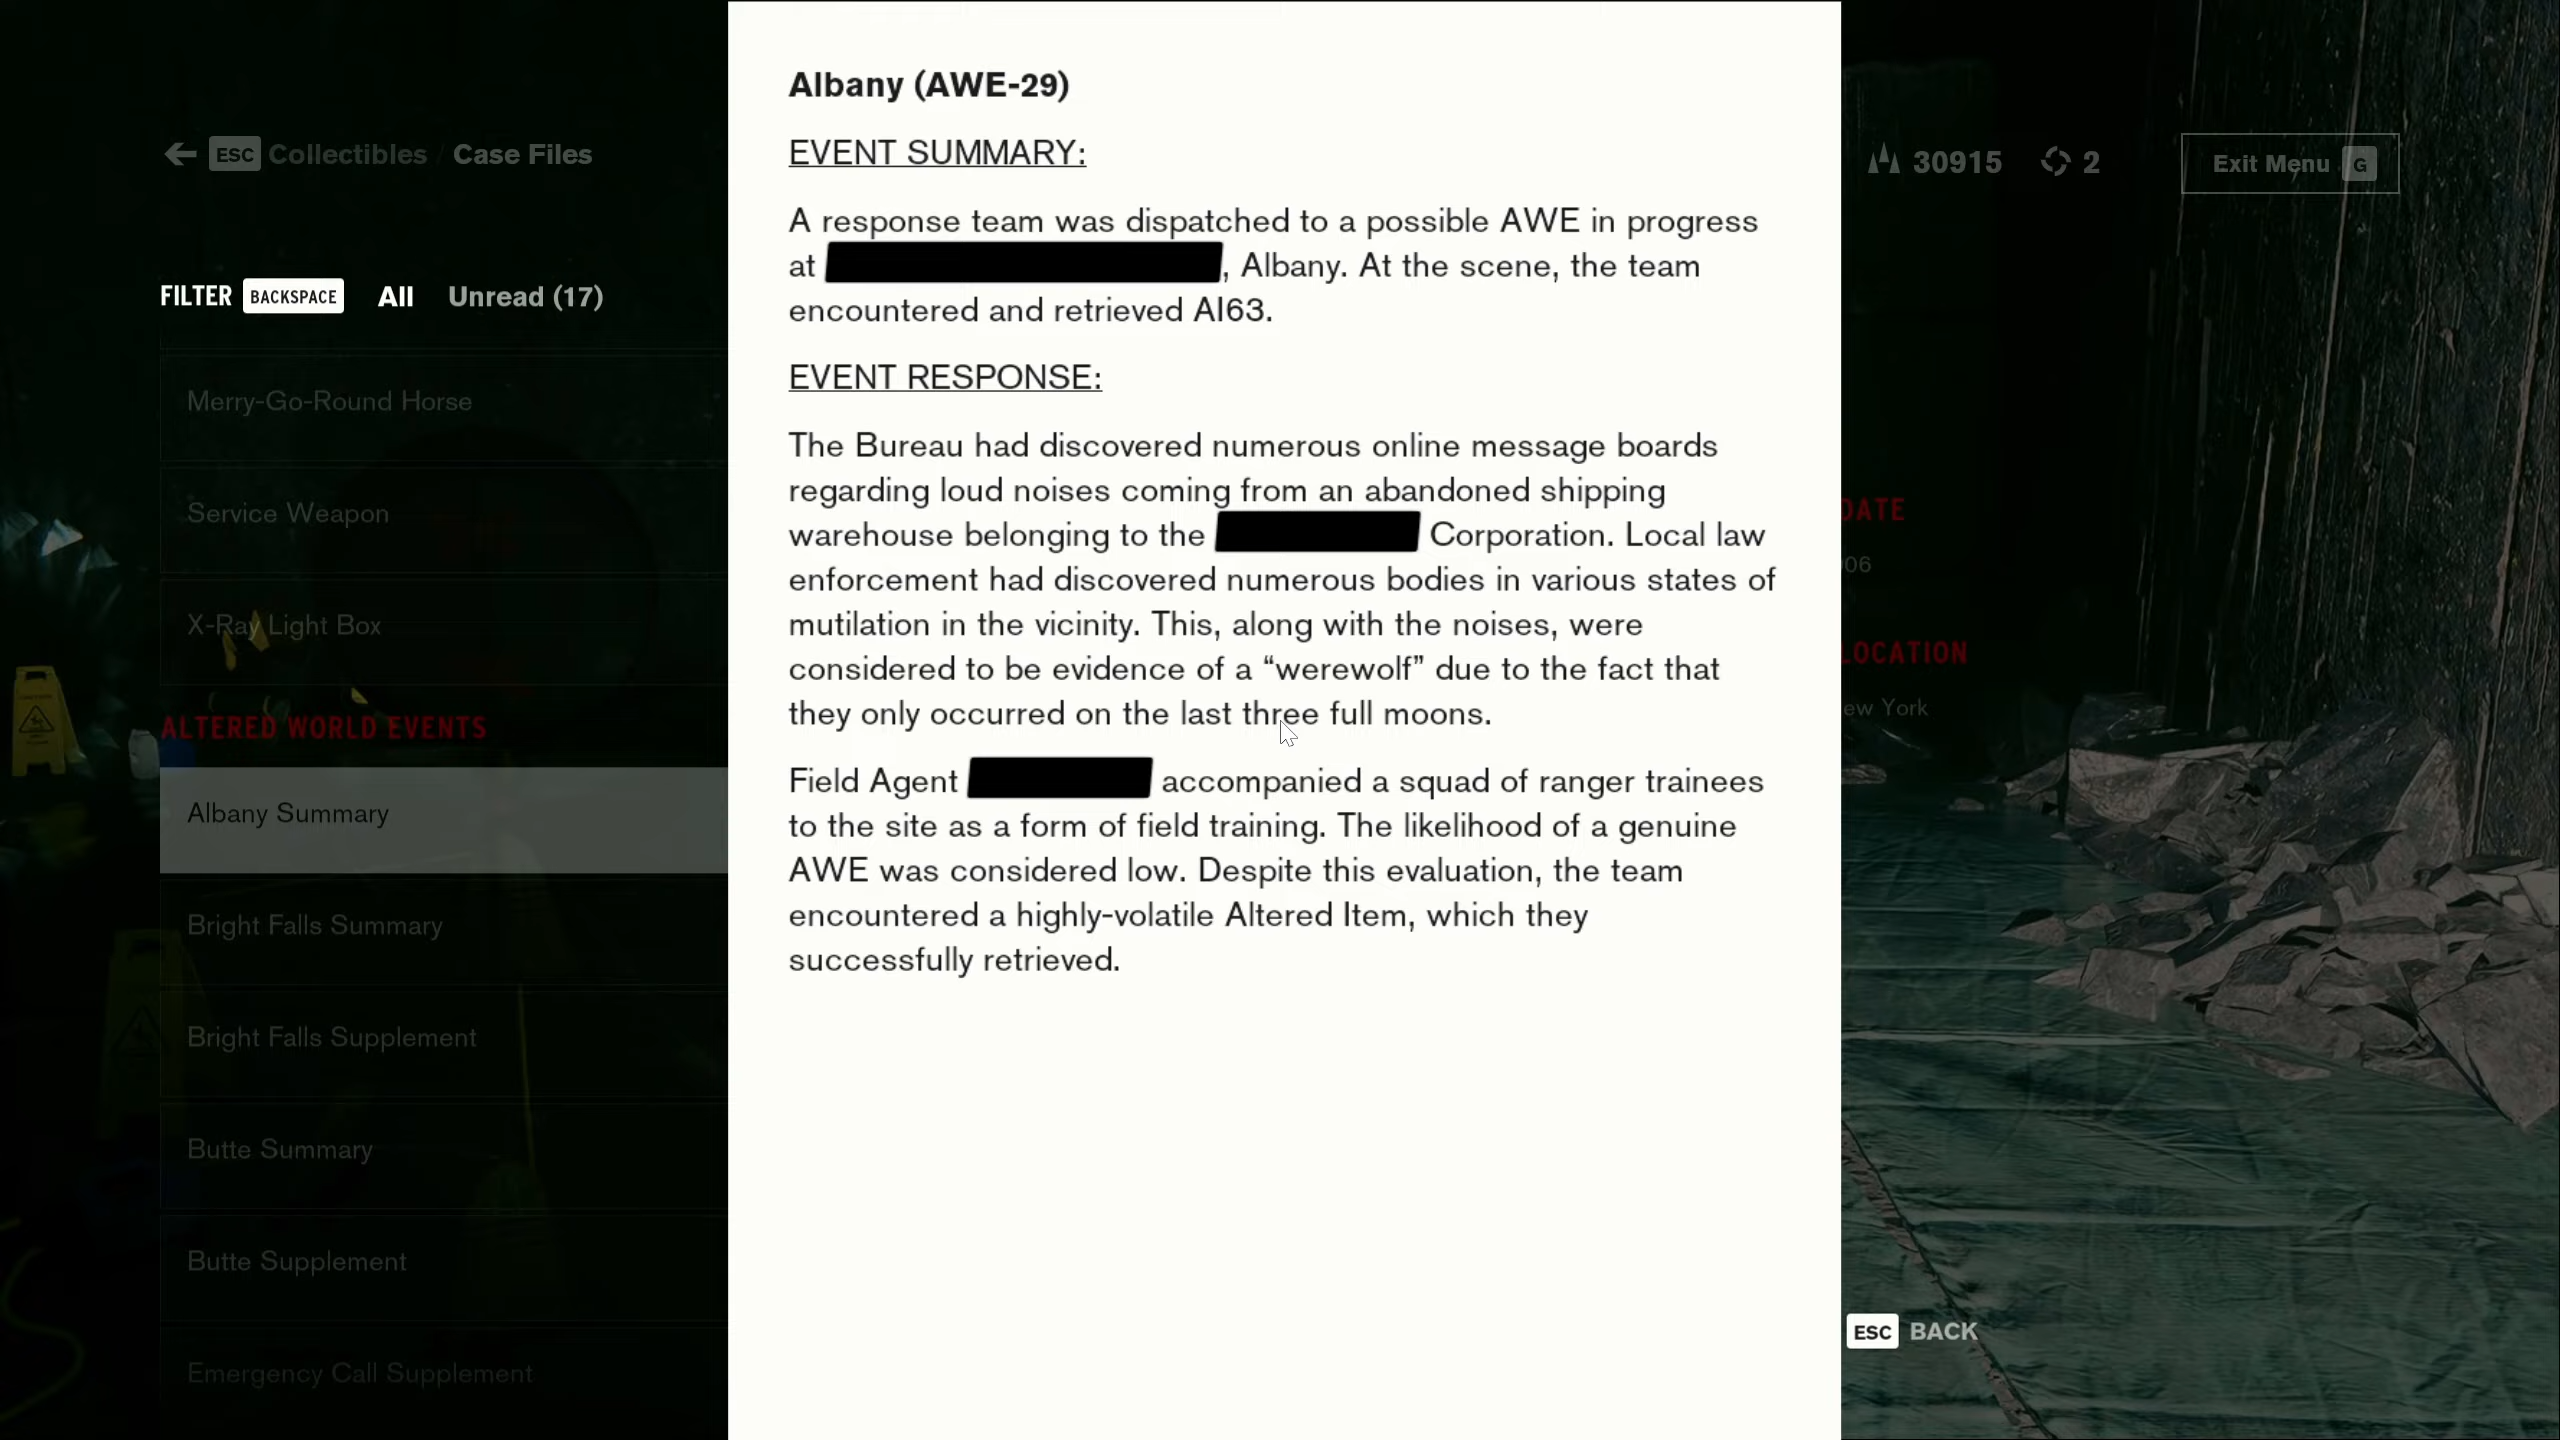 ESC Collectibles / Case Files
FILTER BACKSPACE All Unread (17)
Merry-Go-Round Horse
Service Weapon
X-Ray Light Box
ALTERED WORLD EVENTS
Albany Summary
Bright Falls Summary
Bright Falls Supplement
Butte Summary
Butte Supplement
Emergency Call Supplement
Albany (AWE-29)
EVENT SUMMARY:
A response team was dispatched to a possible AWE in progress
at , Albany. At the scene, the team
encountered and retrieved AI63.
EVENT RESPONSE:
The Bureau had discovered numerous online message boards
regarding loud noises coming from an abandoned shipping
warehouse belonging to the Corporation. Local law
enforcement had discovered numerous bodies in various states of
mutilation in the vicinity. This, along with the noises, were
considered to be evidence of a “werewolf” due to the fact that
they only occurred on the last three full moons.
Field Agent accompanied a squad of ranger trainees
to the site as a form of field training. The likelihood of a genuine
AWE was considered low. Despite this evaluation, the team
encountered a highly-volatile Altered Item, which they
successfully retrieved.
30915 2 Exit Menu G
DATE
06
LOCATION
ew York
ESC BACK